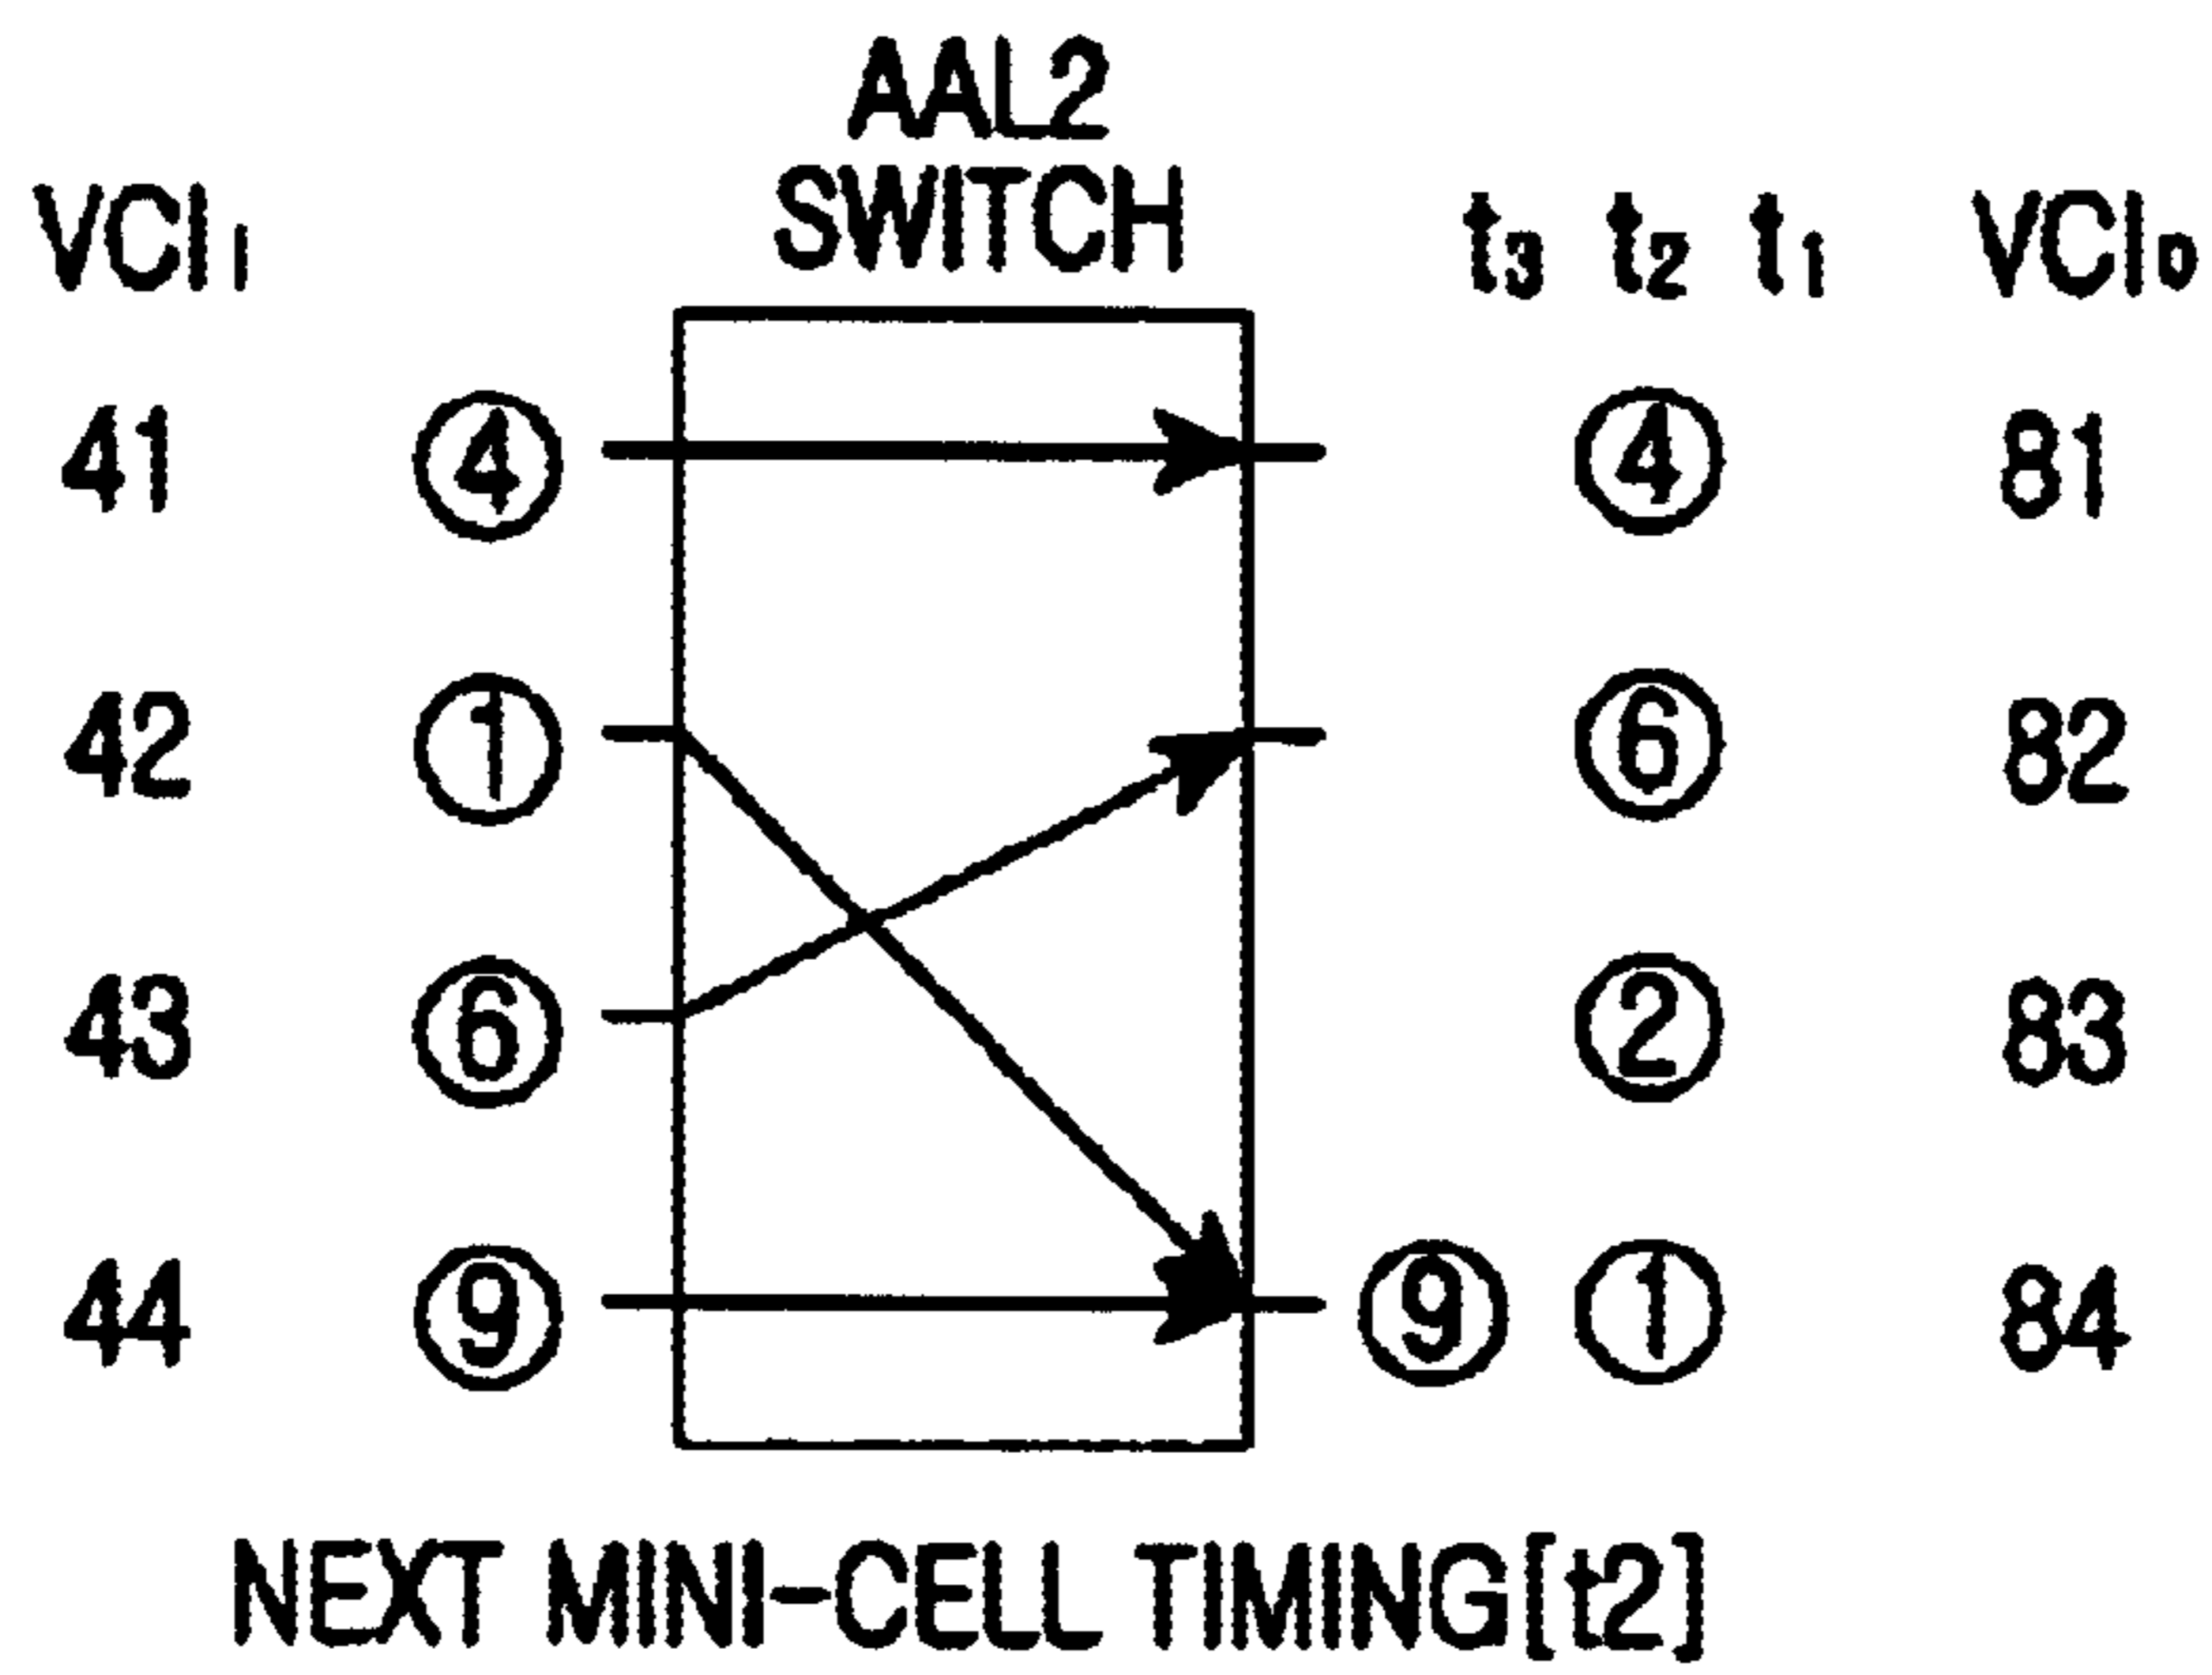 AAL2
SWITCH
VCI₁ t₃ t₂ t₁ VCI₀
41 ④ ④ 81
42 ① ⑥ 82
43 ⑥ ② 83
44 ⑨ ⑨ ① 84
NEXT MINI-CELL TIMING[t2]